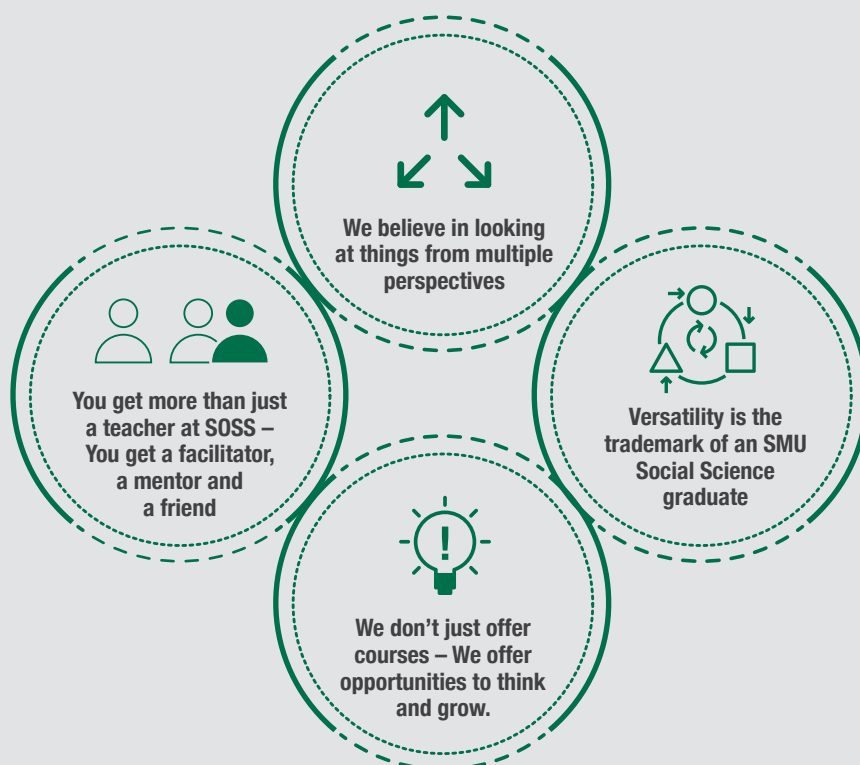 We believe in looking
at things from multiple
perspectives
You get more than just
a teacher at SOSS –
You get a facilitator,
a mentor and
a friend
Versatility is the
trademark of an SMU
Social Science
graduate
!
We don’t just offer
courses – We offer
opportunities to think
and grow.